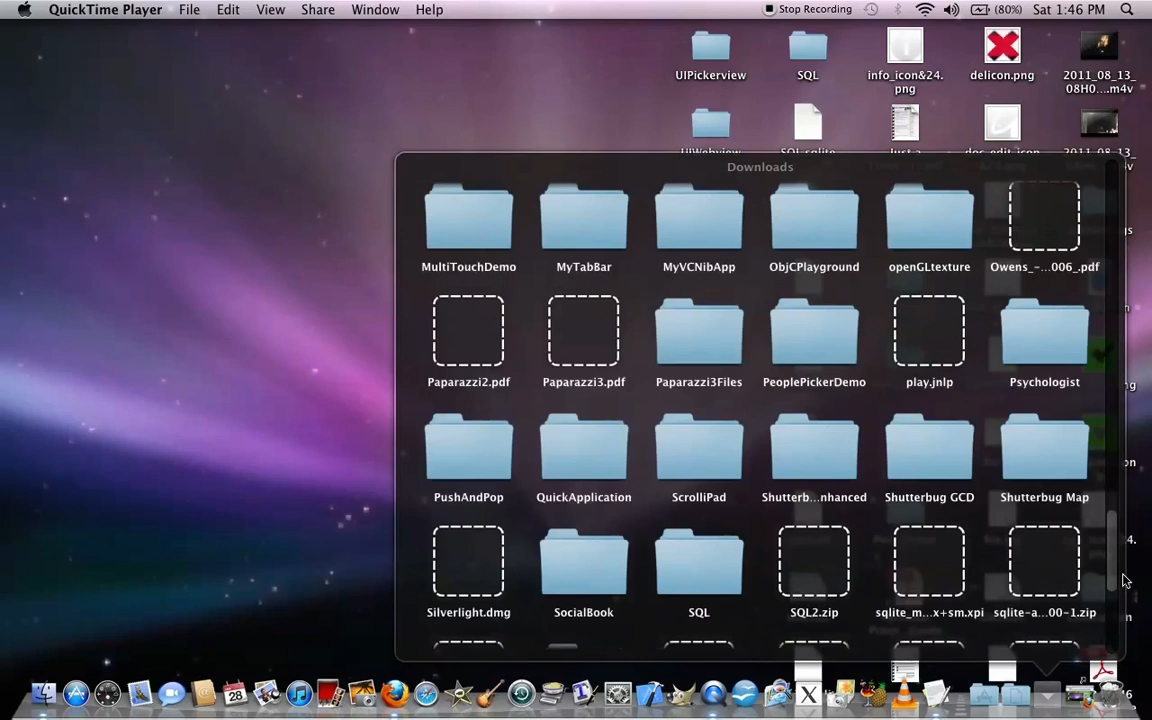 QuickTime Player File Edit View Share Window Help Stop Recording (80%) Sat 1:46 PM
UIPickerview SQL info_icon&24.png delicon.png 2011_08_13_08H0....m4v
UIWebview SQL.sqlite Just a doc_edit_icon 2011_08_13_
Downloads
MultiTouchDemo MyTabBar MyVCNibApp ObjCPlayground openGLtexture Owens_-...006_.pdf
Paparazzi2.pdf Paparazzi3.pdf Paparazzi3Files PeoplePickerDemo play.jnlp Psychologist
PushAndPop QuickApplication ScrolliPad Shutterb...nhanced Shutterbug GCD Shutterbug Map
Silverlight.dmg SocialBook SQL SQL2.zip sqlite_m...x+sm.xpi sqlite-a...00-1.zip
28